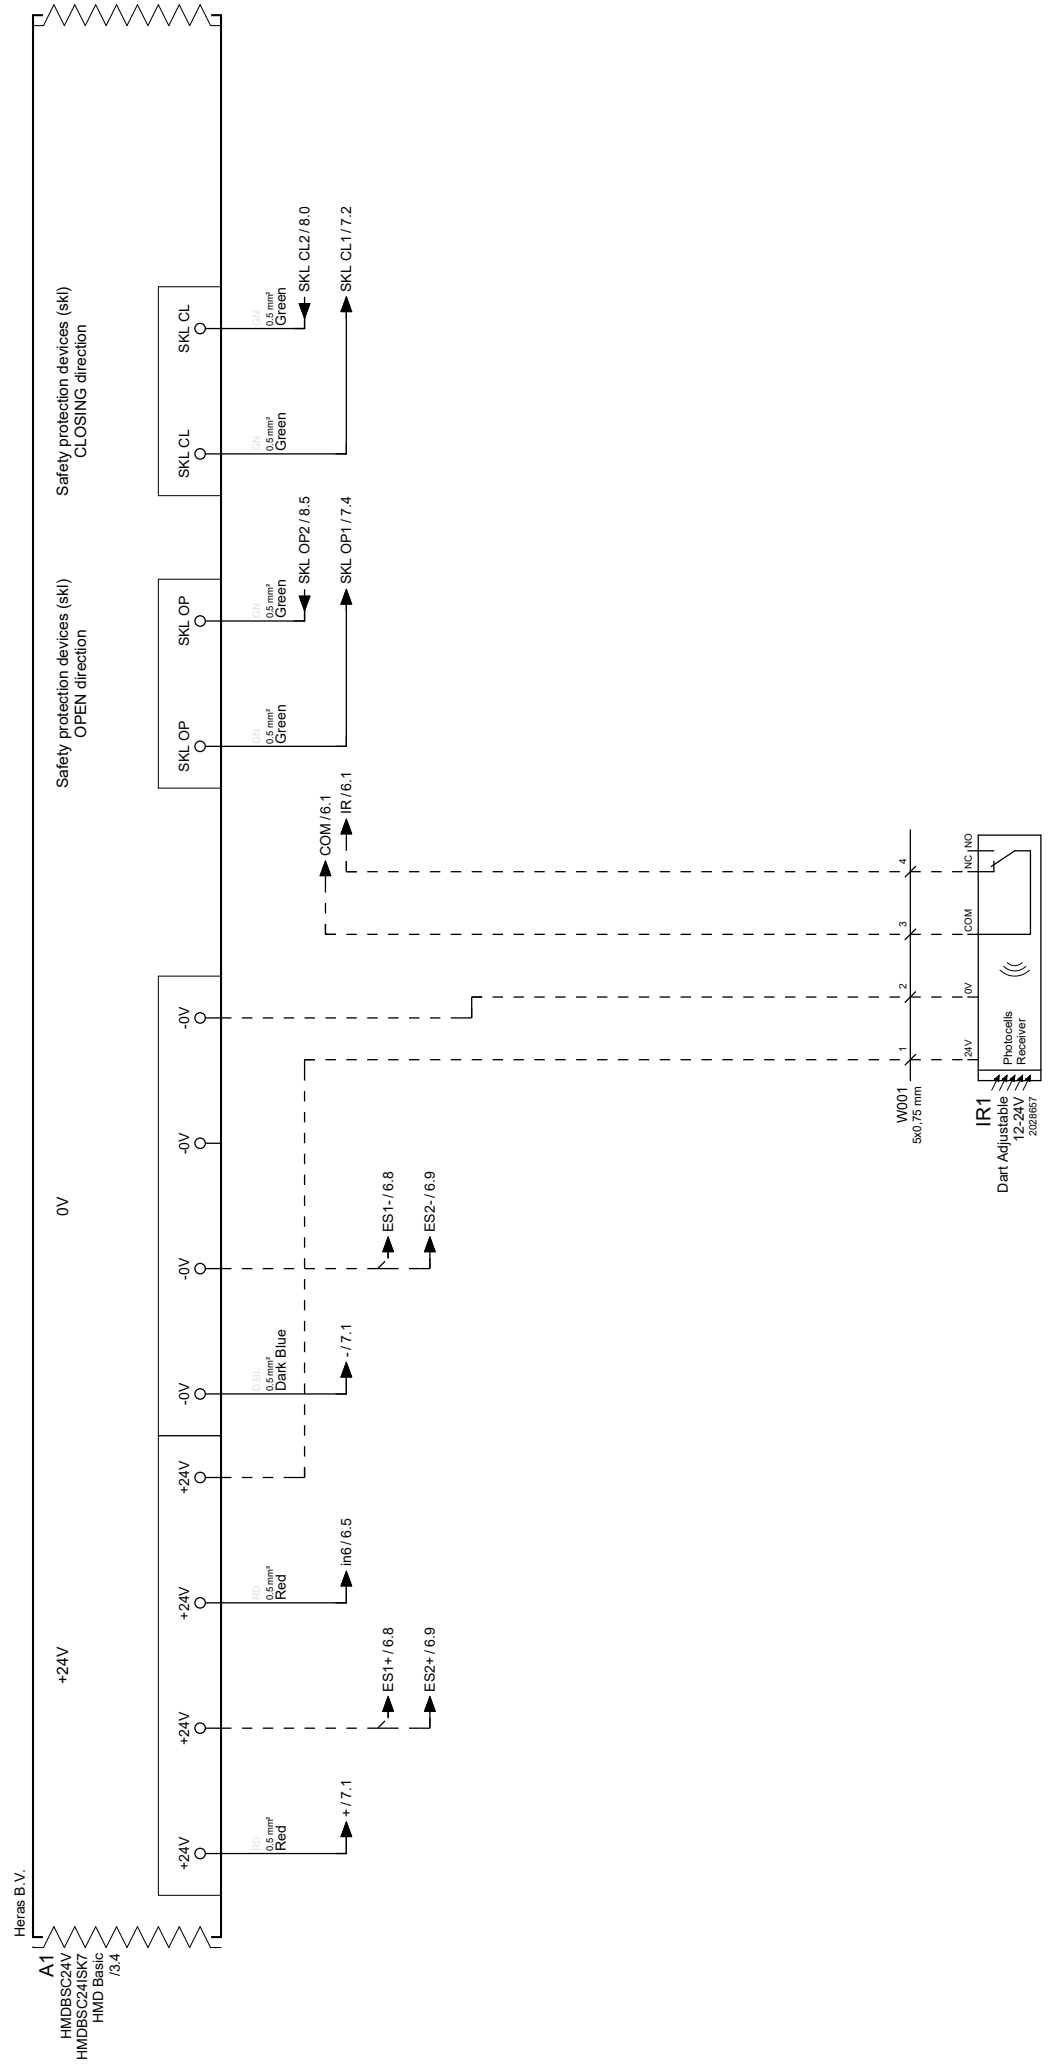 Heras B.V.
A1
HMDBSC24V
HMDBSC24ISK7
HMD Basic
/3.4
+24V
0V
Safety protection devices (skl)
OPEN direction
Safety protection devices (skl)
CLOSING direction
+24V
+24V
+24V
+24V
-0V
-0V
-0V
-0V
SKL OP
SKL OP
SKL CL
SKL CL
RD
0.5 mm²
Red
RD
0.5 mm²
Red
D.BL
0.5 mm²
Dark Blue
GN
0.5 mm²
Green
GN
0.5 mm²
Green
GN
0.5 mm²
Green
GN
0.5 mm²
Green
+ / 7.1
ES1+ / 6.8
ES2+ / 6.9
in6 / 6.5
- / 7.1
ES1- / 6.8
ES2- / 6.9
COM / 6.1
IR / 6.1
SKL OP2 / 8.5
SKL OP1 / 7.4
SKL CL2 / 8.0
SKL CL1 / 7.2
W001
5x0,75 mm
1
2
3
4
24V
0V
COM
NC
NO
IR1
Dart Adjustable
12-24V
2028657
Photocells
Receiver